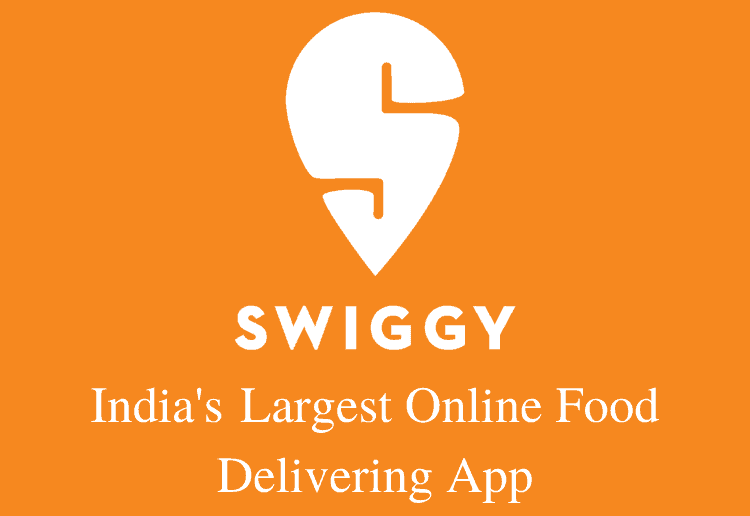 SWIGGY
India's Largest Online Food
Delivering App